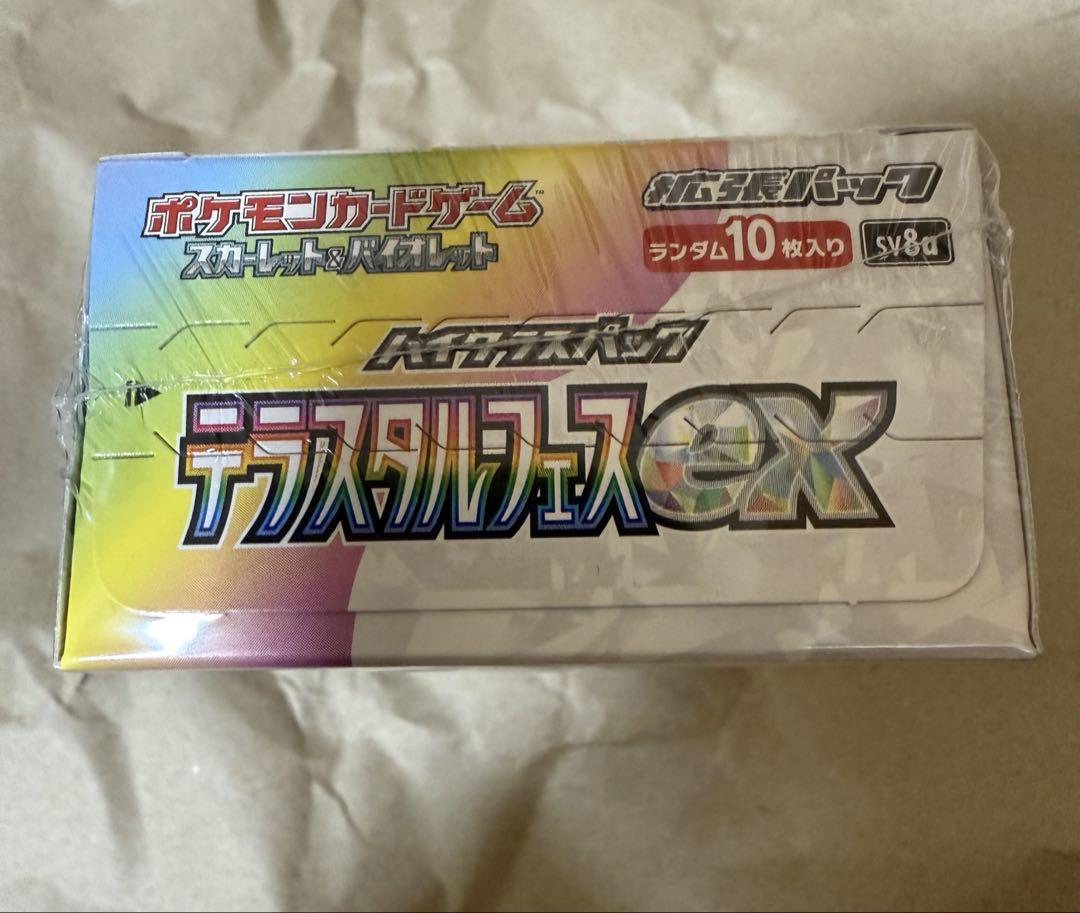 ポケモンカードゲーム™
スカーレット&バイオレット
拡張パック
ランダム10枚入り
sv8a
ハイクラスパック
テラスタルフェスex